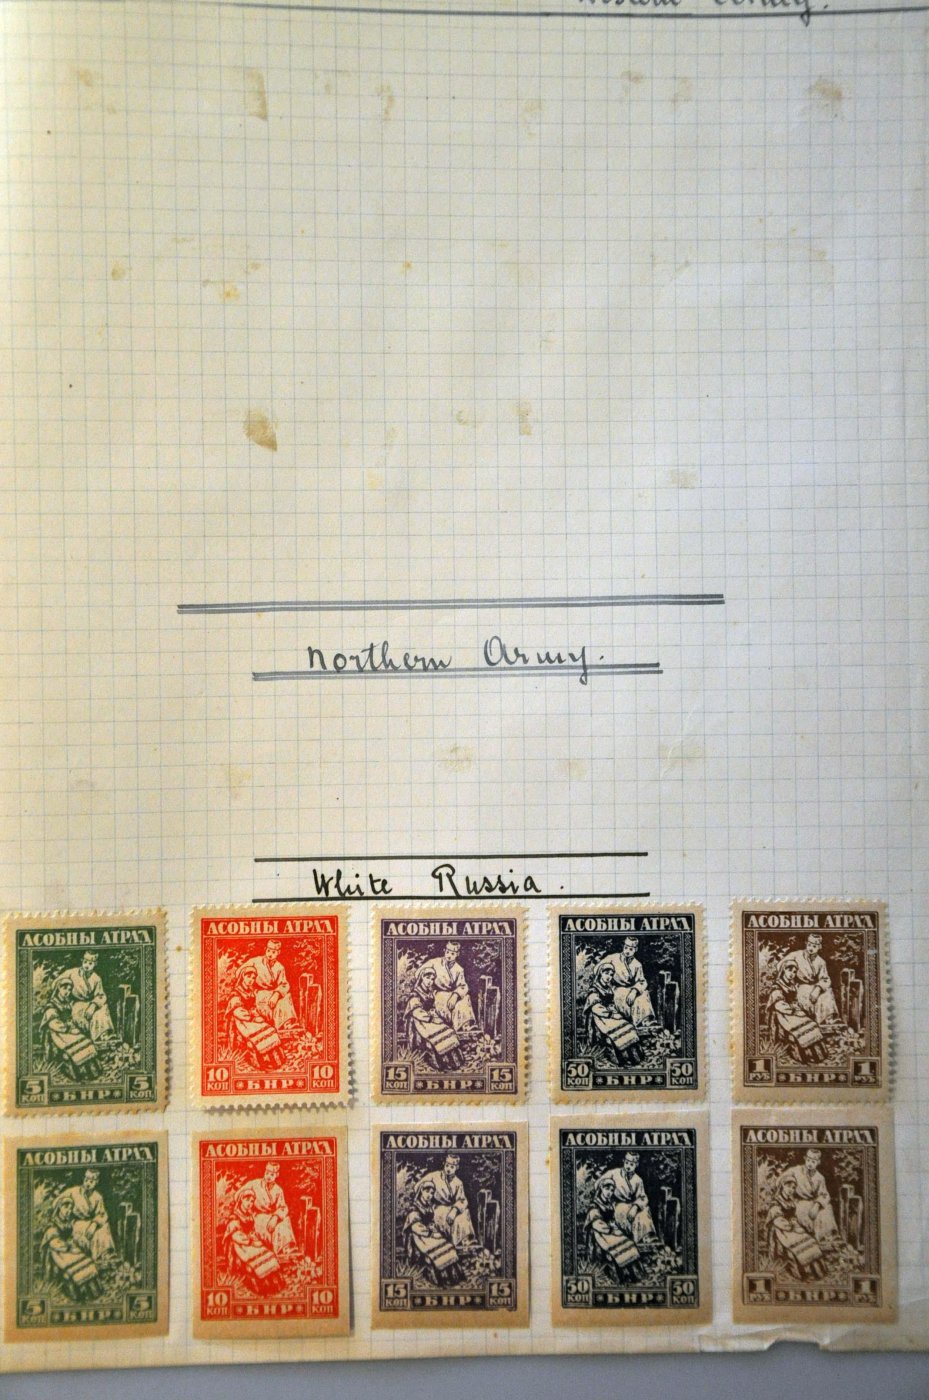 Northern Army.
White Russia.
АСОБНЫ АТРАД АСОБНЫ АТРАД АСОБНЫ АТРАД АСОБНЫ АТРАД АСОБНЫ АТРАД
5 5 10 10 15 15 50 50 1 1
КОП КОП КОП КОП КОП КОП КОП КОП РУБ РУБ
БНР БНР БНР БНР БНР
АСОБНЫ АТРАД АСОБНЫ АТРАД АСОБНЫ АТРАД АСОБНЫ АТРАД АСОБНЫ АТРАД
5 5 10 10 15 15 50 50 1 1
КОП КОП КОП КОП КОП КОП КОП КОП РУБ РУБ
БНР БНР БНР БНР БНР